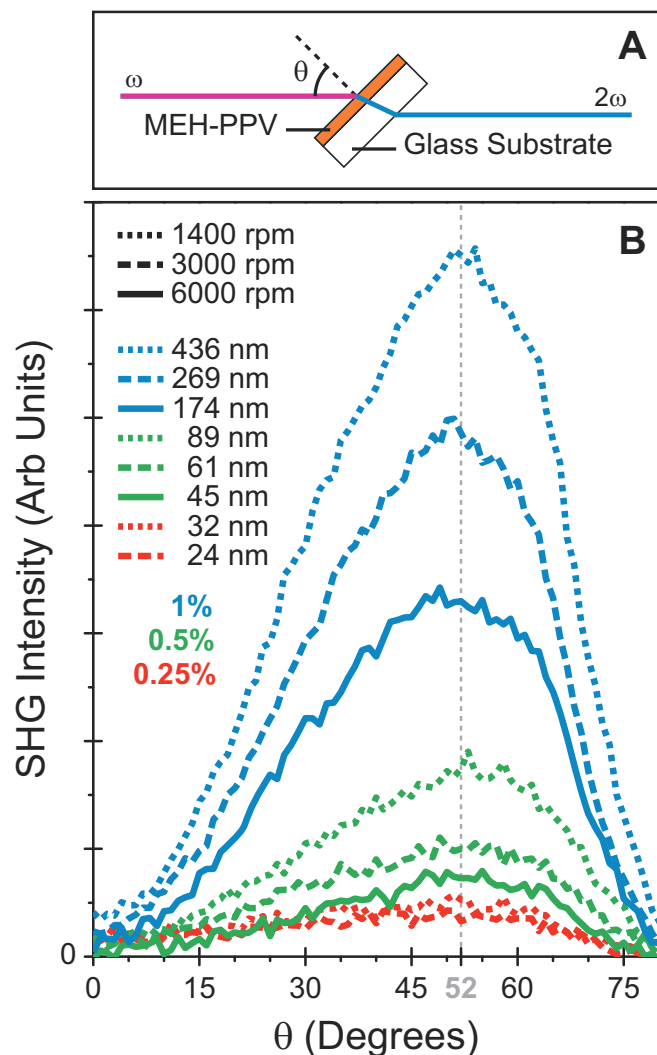 A
ω
θ
2ω
MEH-PPV
Glass Substrate
B
1400 rpm
3000 rpm
6000 rpm
436 nm
269 nm
174 nm
89 nm
61 nm
45 nm
32 nm
24 nm
1%
0.5%
0.25%
SHG Intensity (Arb Units)
0
0 15 30 45 52 60 75
θ (Degrees)